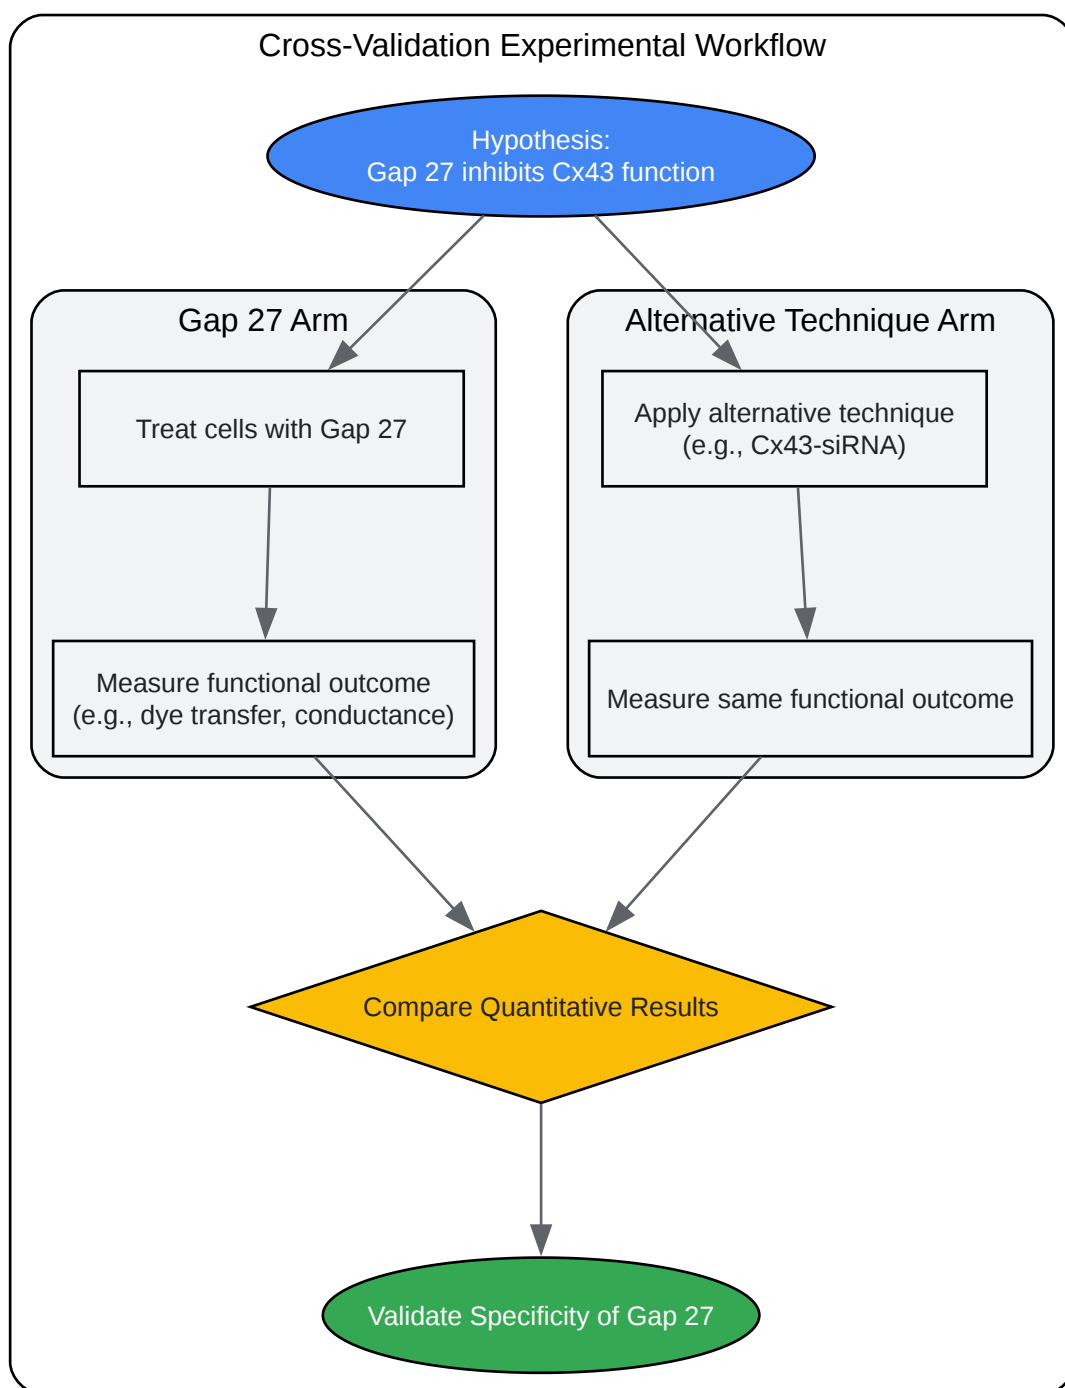 Cross-Validation Experimental Workflow
Hypothesis:
Gap 27 inhibits Cx43 function
Gap 27 Arm
Treat cells with Gap 27
Measure functional outcome
(e.g., dye transfer, conductance)
Alternative Technique Arm
Apply alternative technique
(e.g., Cx43-siRNA)
Measure same functional outcome
Compare Quantitative Results
Validate Specificity of Gap 27